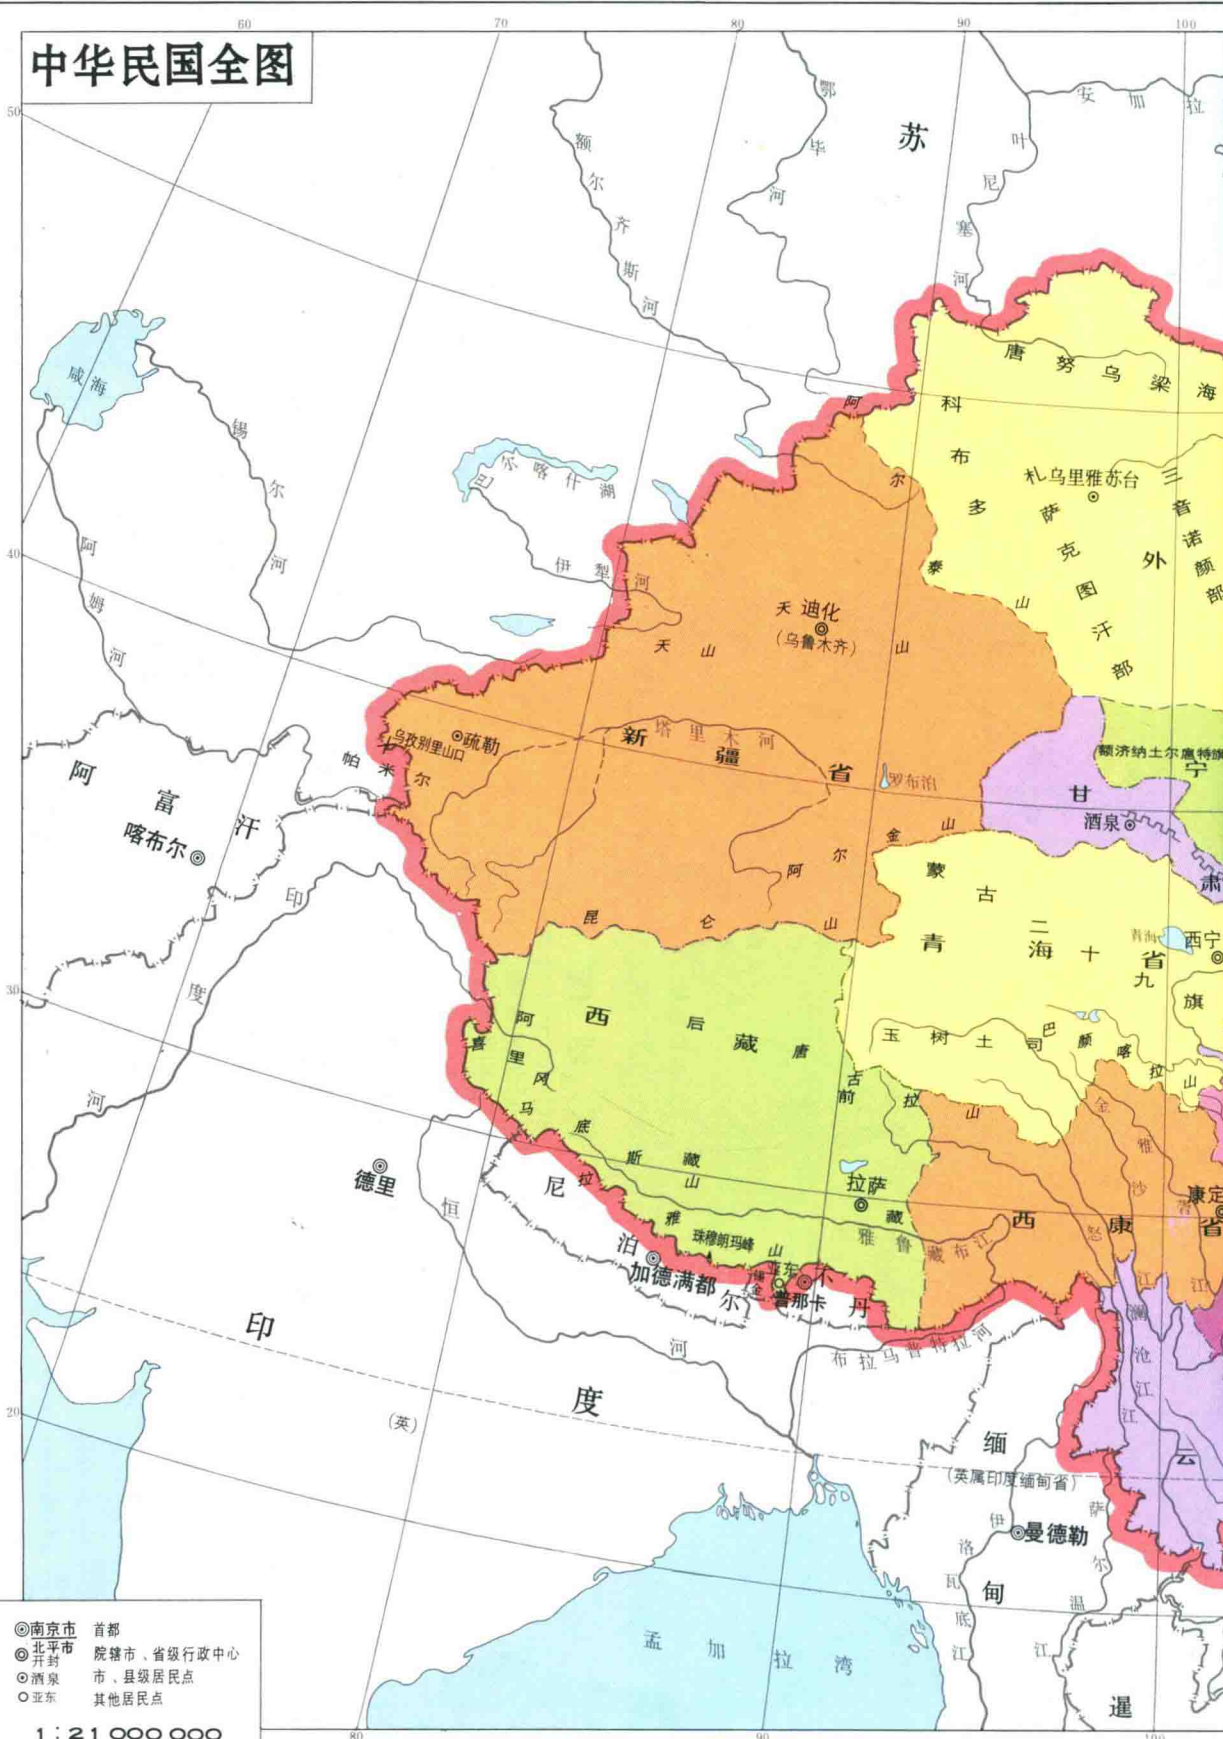 60
70
80
90
100
中华民国全图
50
40
30
20
苏
鄂毕河
额尔齐斯河
叶尼塞河
安加拉
咸海
锡尔河
阿姆河
巴尔喀什湖
伊犁河
唐努乌梁海
科布多
阿尔泰山
札萨克图汗部
乌里雅苏台
三音诺颜部
外
天山
天山
迪化
(乌鲁木齐)
新疆省
塔里木河
罗布泊
疏勒
乌孜别里山口
帕米尔
阿富汗
喀布尔
额济纳土尔扈特旗
宁
甘肃
酒泉
阿尔金山
昆仑山
蒙古二十九旗
青海省
青海
西宁
玉树土司
巴颜喀拉山
印度河
西藏
后藏
前藏
阿里
冈底斯山
喜马拉雅山
唐古拉山
拉萨
珠穆朗玛峰
雅鲁藏布江
亚东
锡金
不丹
普那卡
尼泊尔
加德满都
德里
恒河
印度
(英)
布拉马普特拉河
西康省
康定
金沙江
雅砻江
怒江
澜沧江
云
缅甸
(英属印度缅甸省)
曼德勒
伊洛瓦底江
萨尔温江
孟加拉湾
暹
南京市 首都
北平市
开封 院辖市、省级行政中心
酒泉 市、县级居民点
亚东 其他居民点
1:21 000 000
80
90
100